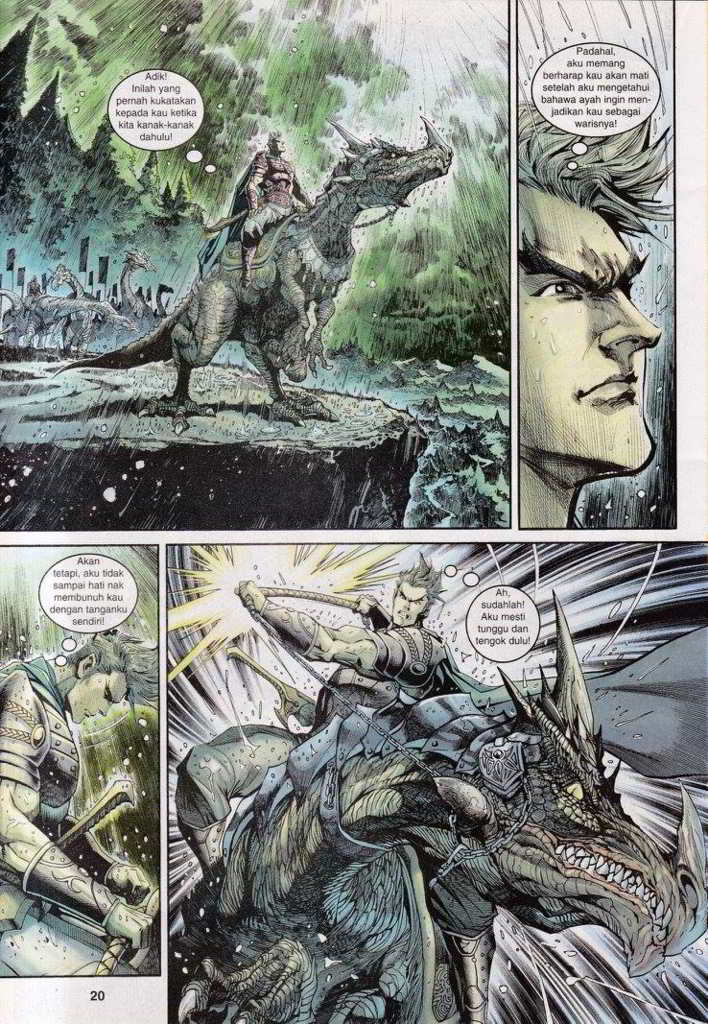 Adik!
Inilah yang
pernah kukatakan
kepada kau ketika
kita kanak-kanak
dahulu!
Padahal,
aku memang
berharap kau akan mati
setelah aku mengetahui
bahawa ayah ingin men-
jadikan kau sebagai
warisnya!
Akan
tetapi, aku tidak
sampai hati nak
membunuh kau
dengan tanganku
sendiri!
Ah,
sudahlah!
Aku mesti
tunggu dan
tengok dulu!
20